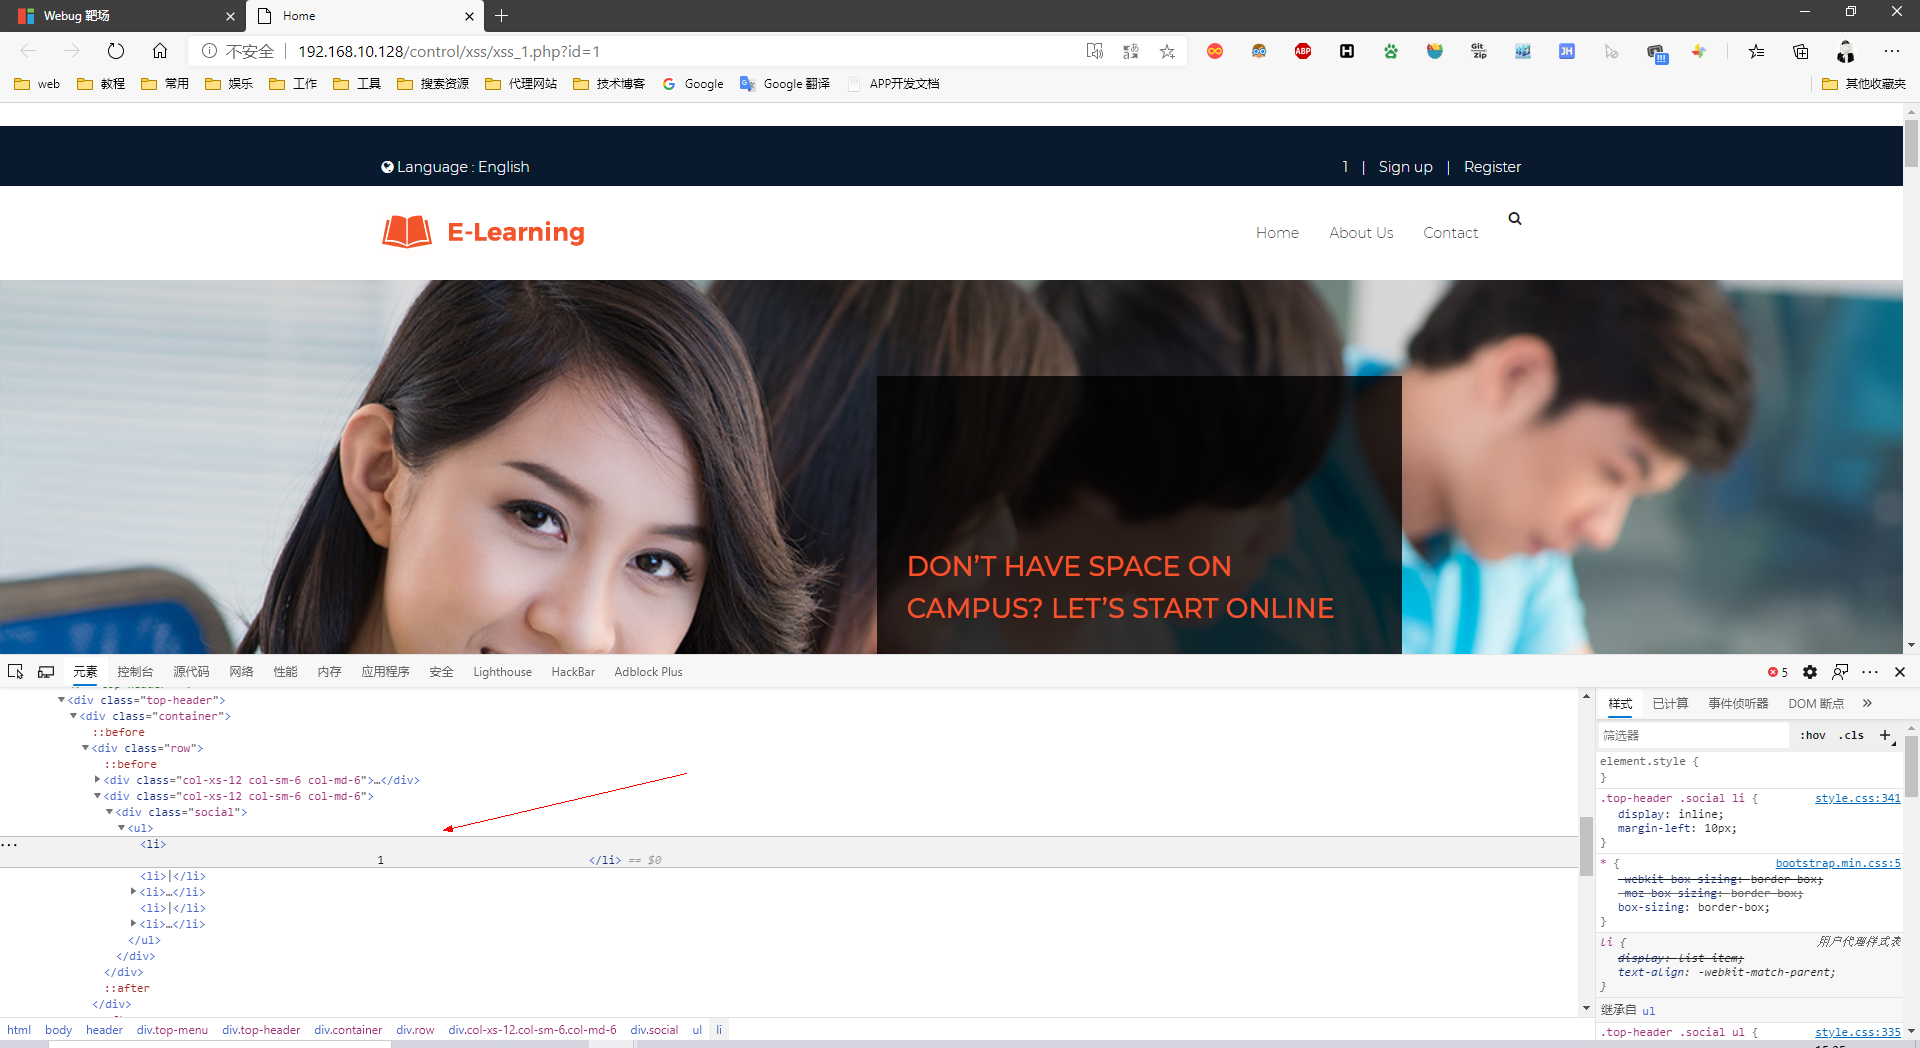 Webug 靶场
Home
不安全 192.168.10.128/control/xss/xss_1.php?id=1
web 教程 常用 娱乐 工作 工具 搜索资源 代理网站 技术博客 Google Google 翻译 APP开发文档 其他收藏夹
Language : English
1 | Sign up | Register
E-Learning
Home About Us Contact
DON'T HAVE SPACE ON
CAMPUS? LET'S START ONLINE
元素 控制台 源代码 网络 性能 内存 应用程序 安全 Lighthouse HackBar Adblock Plus 5
<div class="top-header">
<div class="container">
::before
<div class="row">
::before
<div class="col-xs-12 col-sm-6 col-md-6">…</div>
<div class="col-xs-12 col-sm-6 col-md-6">
<div class="social">
<ul>
<li>
1 </li> == $0
<li>|</li>
<li>…</li>
<li>|</li>
<li>…</li>
</ul>
</div>
</div>
::after
</div>
html body header div.top-menu div.top-header div.container div.row div.col-xs-12.col-sm-6.col-md-6 div.social ul li
样式 已计算 事件侦听器 DOM 断点 »
筛选器 :hov .cls +
element.style {
}
.top-header .social li { style.css:341
display: inline;
margin-left: 10px;
}
* { bootstrap.min.css:5
-webkit-box-sizing: border-box;
-moz-box-sizing: border-box;
box-sizing: border-box;
}
li { 用户代理样式表
display: list-item;
text-align: -webkit-match-parent;
}
继承自 ul
.top-header .social ul { style.css:335